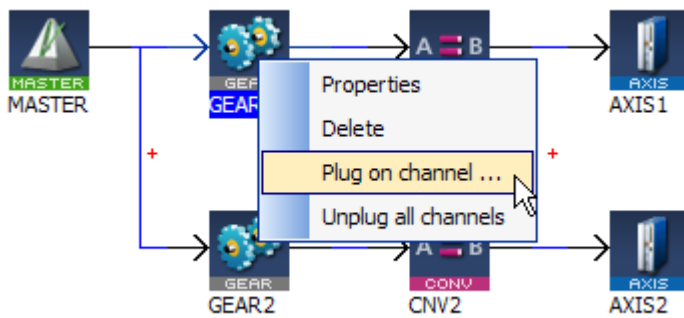 A B
MASTER
GEA
AXIS
MASTER
GEAR
AXIS1
Properties
Delete
Plug on channel ...
Unplug all channels
A B
GEAR
CONV
AXIS
GEAR2
CNV2
AXIS2